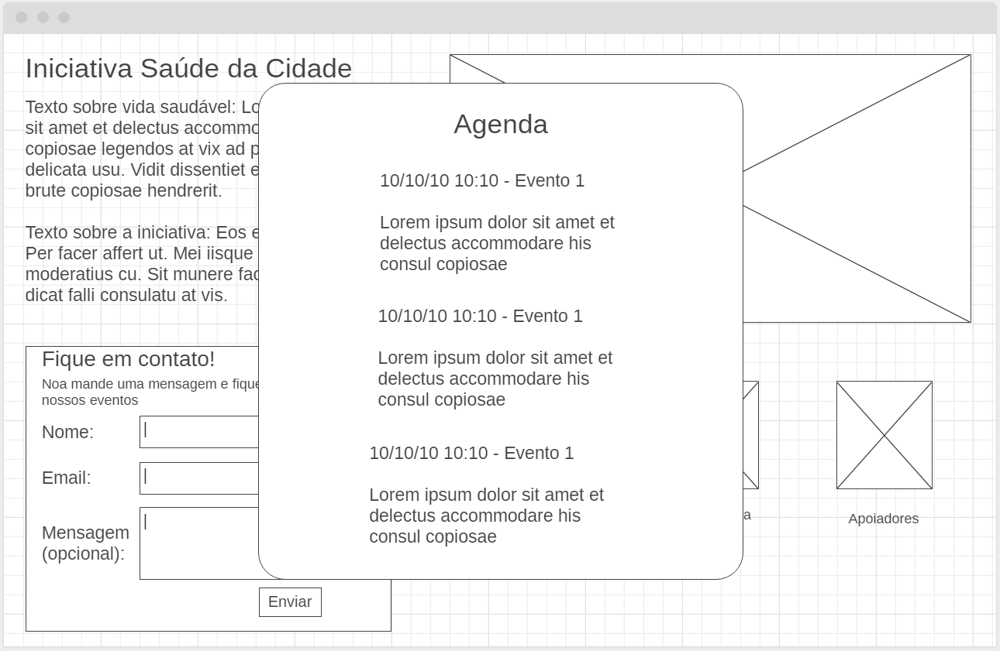 Iniciativa Saúde da Cidade
Texto sobre vida saudável: Lo
sit amet et delectus accommo
copiosae legendos at vix ad p
delicata usu. Vidit dissentiet e
brute copiosae hendrerit.
Texto sobre a iniciativa: Eos e
Per facer affert ut. Mei iisque
moderatius cu. Sit munere fac
dicat falli consulatu at vis.
Fique em contato!
Noa mande uma mensagem e fique
nossos eventos
Nome:
Email:
Mensagem
(opcional):
Enviar
Agenda
10/10/10 10:10 - Evento 1
Lorem ipsum dolor sit amet et
delectus accommodare his
consul copiosae
10/10/10 10:10 - Evento 1
Lorem ipsum dolor sit amet et
delectus accommodare his
consul copiosae
10/10/10 10:10 - Evento 1
Lorem ipsum dolor sit amet et
delectus accommodare his
consul copiosae
a
Apoiadores